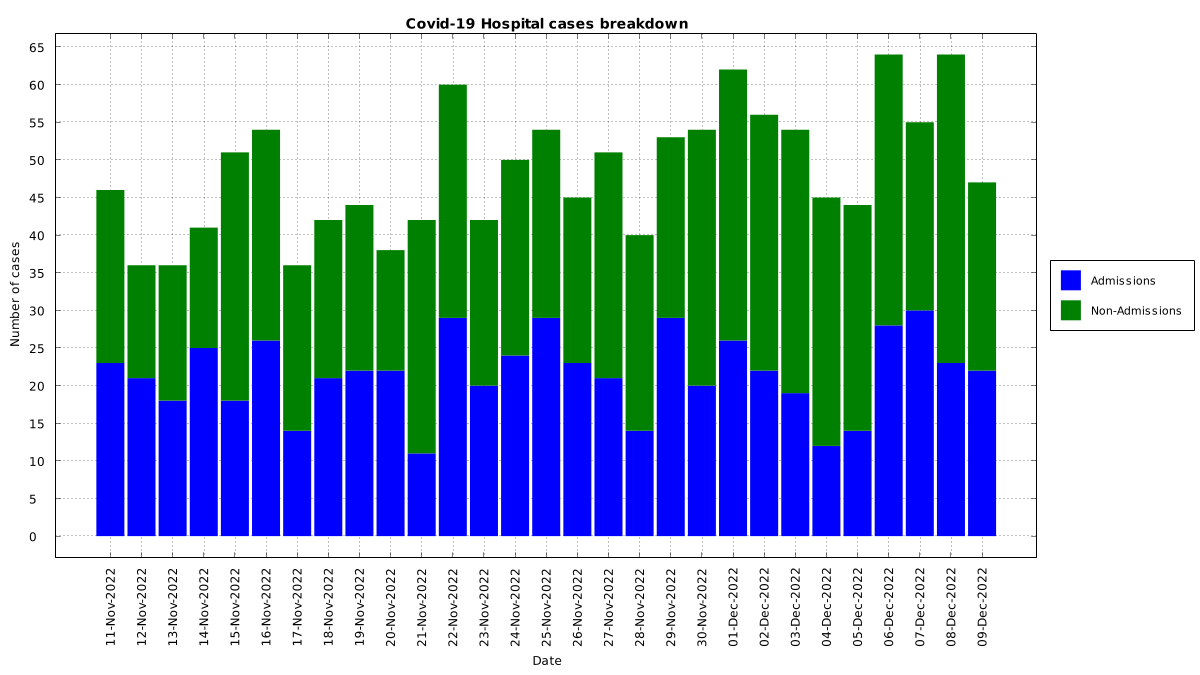 Covid-19 Hospital cases breakdown
65
60
55
50
45
40
35
30
25
20
15
10
5
0
Number of cases
Admissions
Non-Admissions
11-Nov-2022
12-Nov-2022
13-Nov-2022
14-Nov-2022
15-Nov-2022
16-Nov-2022
17-Nov-2022
18-Nov-2022
19-Nov-2022
20-Nov-2022
21-Nov-2022
22-Nov-2022
23-Nov-2022
24-Nov-2022
25-Nov-2022
26-Nov-2022
27-Nov-2022
28-Nov-2022
29-Nov-2022
30-Nov-2022
01-Dec-2022
02-Dec-2022
03-Dec-2022
04-Dec-2022
05-Dec-2022
06-Dec-2022
07-Dec-2022
08-Dec-2022
09-Dec-2022
Date